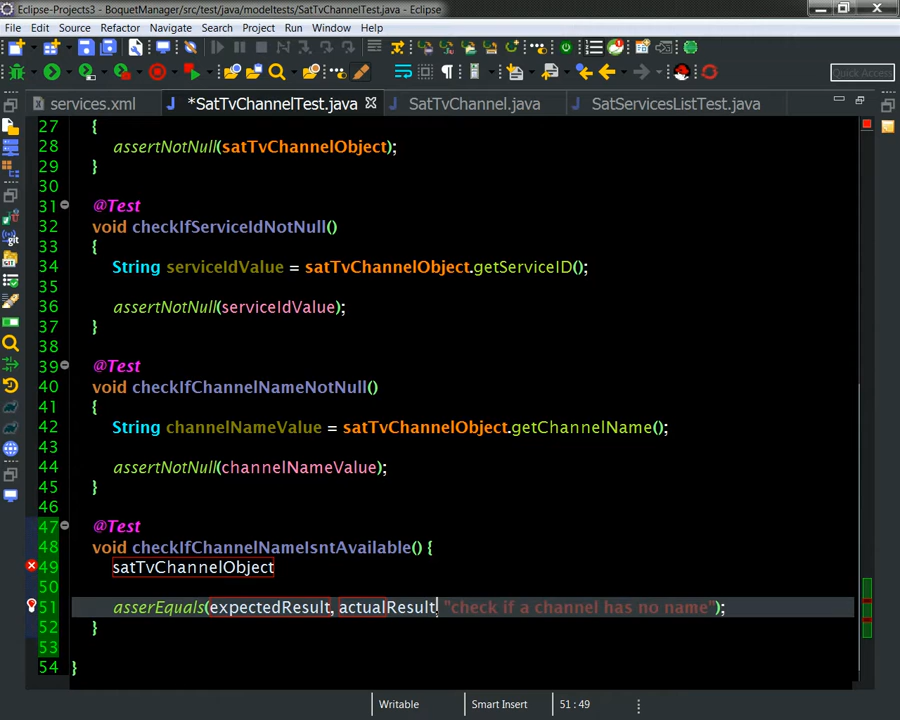 Eclipse-Projects3 - BoquetManager/src/test/java/modeltests/SatTvChannelTest.java - Eclipse
File Edit Source Refactor Navigate Search Project Run Window Help
Quick Access
services.xml *SatTvChannelTest.java SatTvChannel.java SatServicesListTest.java
27 {
28 assertNotNull(satTvChannelObject);
29 }
30
31 @Test
32 void checkIfServiceIdNotNull()
33 {
34 String serviceIdValue = satTvChannelObject.getServiceID();
35
36 assertNotNull(serviceIdValue);
37 }
38
39 @Test
40 void checkIfChannelNameNotNull()
41 {
42 String channelNameValue = satTvChannelObject.getChannelName();
43
44 assertNotNull(channelNameValue);
45 }
46
47 @Test
48 void checkIfChannelNameIsntAvailable() {
49 satTvChannelObject
50
51 asserEquals(expectedResult, actualResult "check if a channel has no name");
52 }
53
54 }
Writable Smart Insert 51 : 49